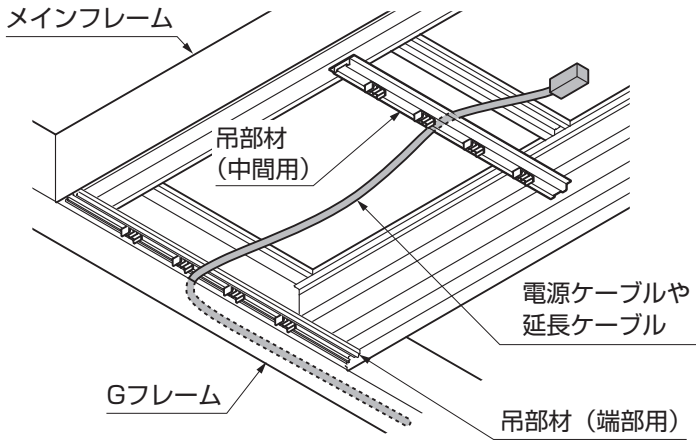 メインフレーム
吊部材
（中間用）
電源ケーブルや
延長ケーブル
Gフレーム
吊部材（端部用）